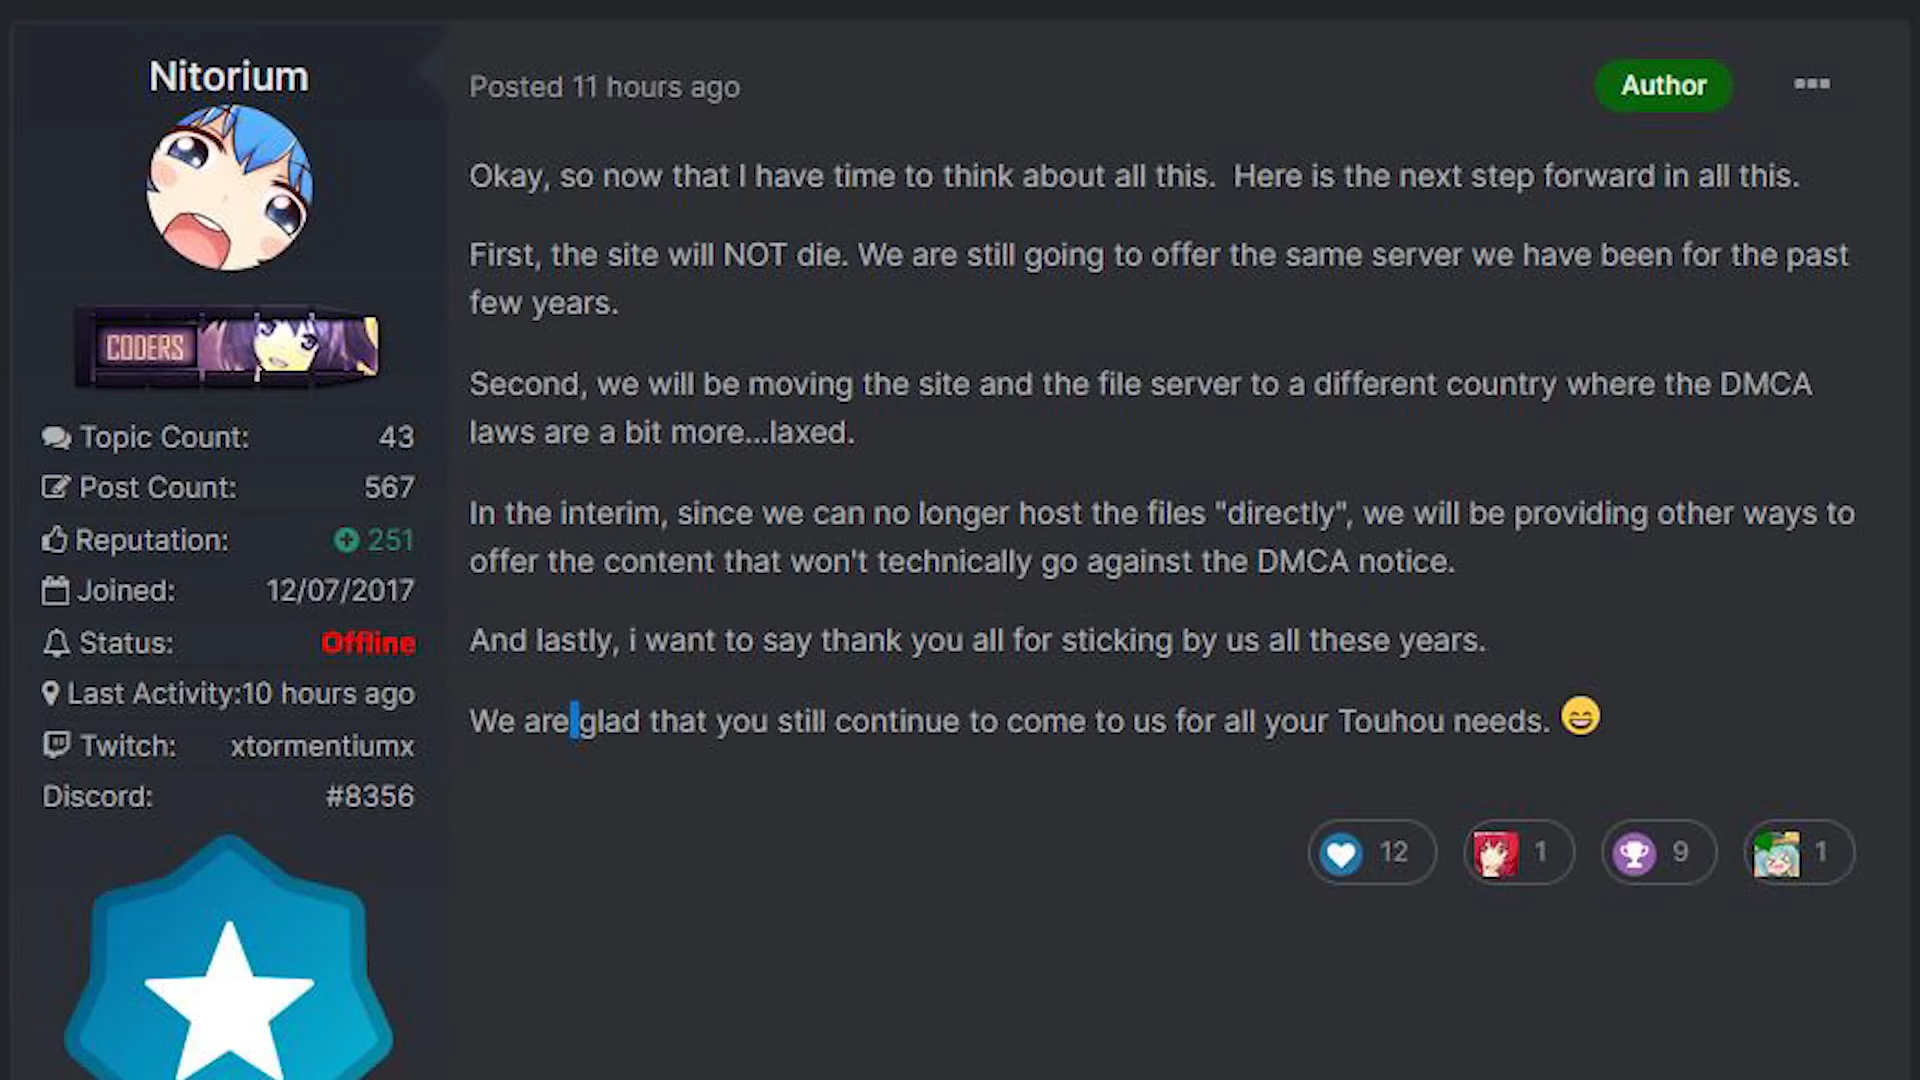 Nitorium
CODERS
Topic Count: 43
Post Count: 567
Reputation: 251
Joined: 12/07/2017
Status: Offline
Last Activity:10 hours ago
Twitch: xtormentiumx
Discord: #8356
Posted 11 hours ago
Author
Okay, so now that I have time to think about all this.  Here is the next step forward in all this.
First, the site will NOT die. We are still going to offer the same server we have been for the past
few years.
Second, we will be moving the site and the file server to a different country where the DMCA
laws are a bit more...laxed.
In the interim, since we can no longer host the files "directly", we will be providing other ways to
offer the content that won't technically go against the DMCA notice.
And lastly, i want to say thank you all for sticking by us all these years.
We are glad that you still continue to come to us for all your Touhou needs. 😄
12 1 9 1